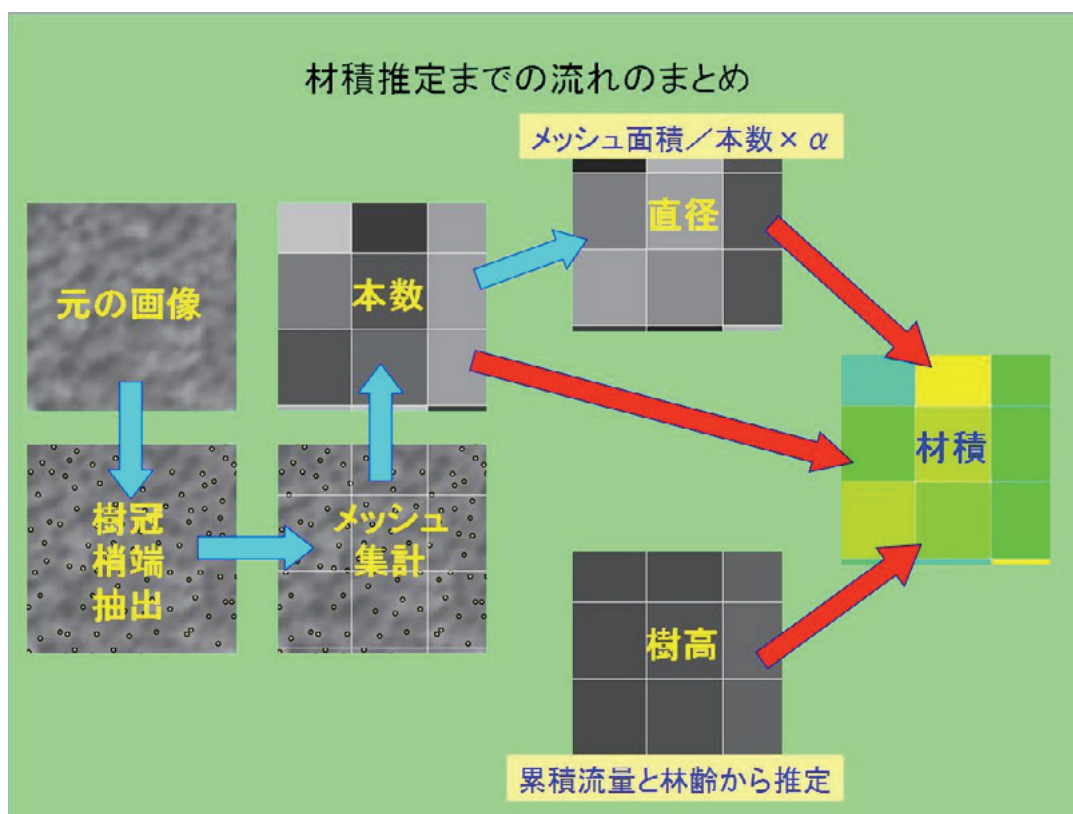 材積推定までの流れのまとめ
メッシュ面積／本数×α
元の画像
本数
直径
樹冠
梢端
抽出
メッシュ
集計
材積
樹高
累積流量と林齢から推定